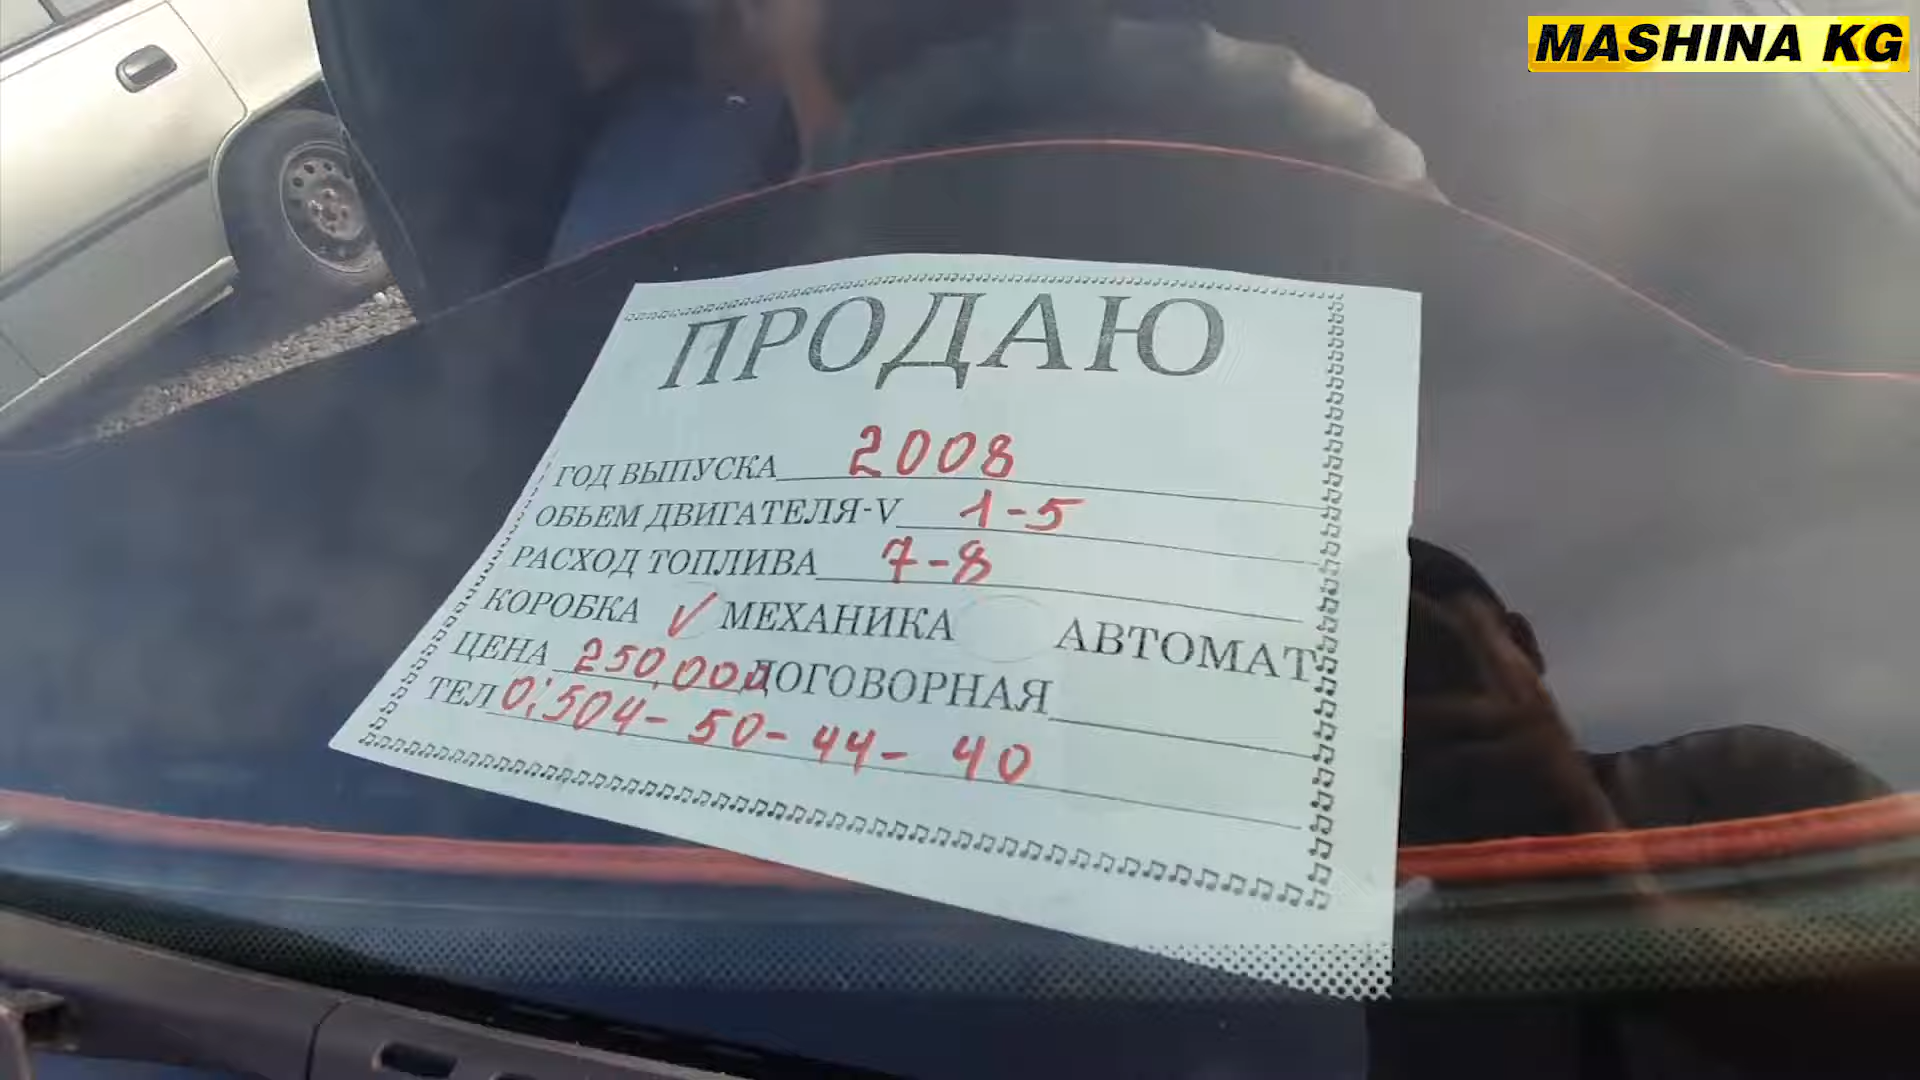 MASHINA KG
ПРОДАЮ
ГОД ВЫПУСКА 2008
ОБЬЕМ ДВИГАТЕЛЯ-V 1-5
РАСХОД ТОПЛИВА 7-8
КОРОБКА ✓ МЕХАНИКА АВТОМАТ
ЦЕНА 250,000 ДОГОВОРНАЯ
ТЕЛ 0;504-50-44-40